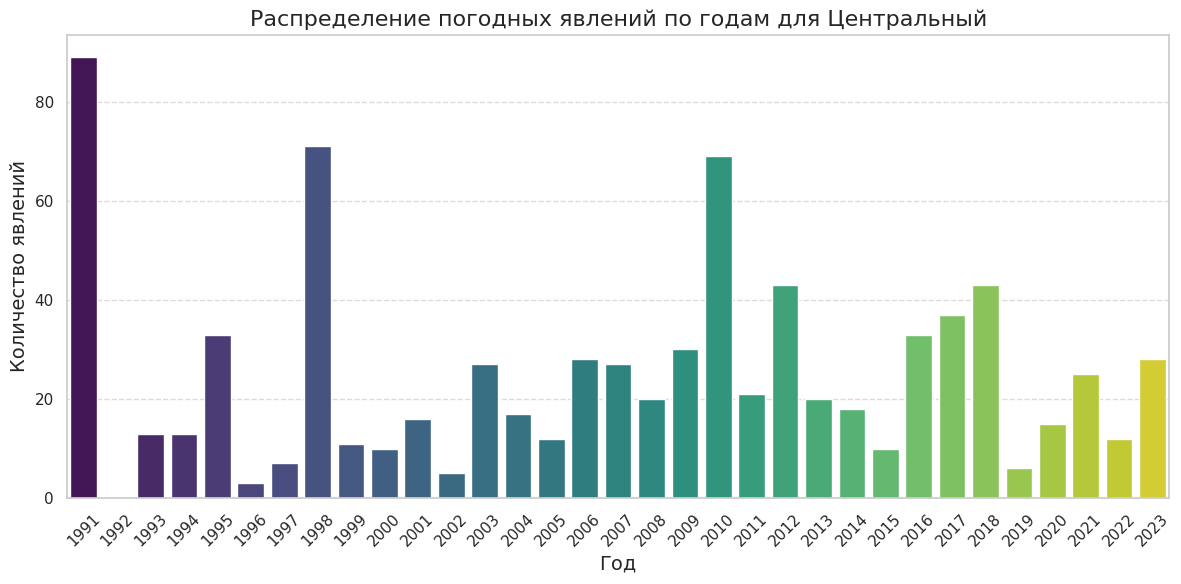 Распределение погодных явлений по годам для Центральный
Количество явлений
80
60
40
20
0
1991 1992 1993 1994 1995 1996 1997 1998 1999 2000 2001 2002 2003 2004 2005 2006 2007 2008 2009 2010 2011 2012 2013 2014 2015 2016 2017 2018 2019 2020 2021 2022 2023
Год